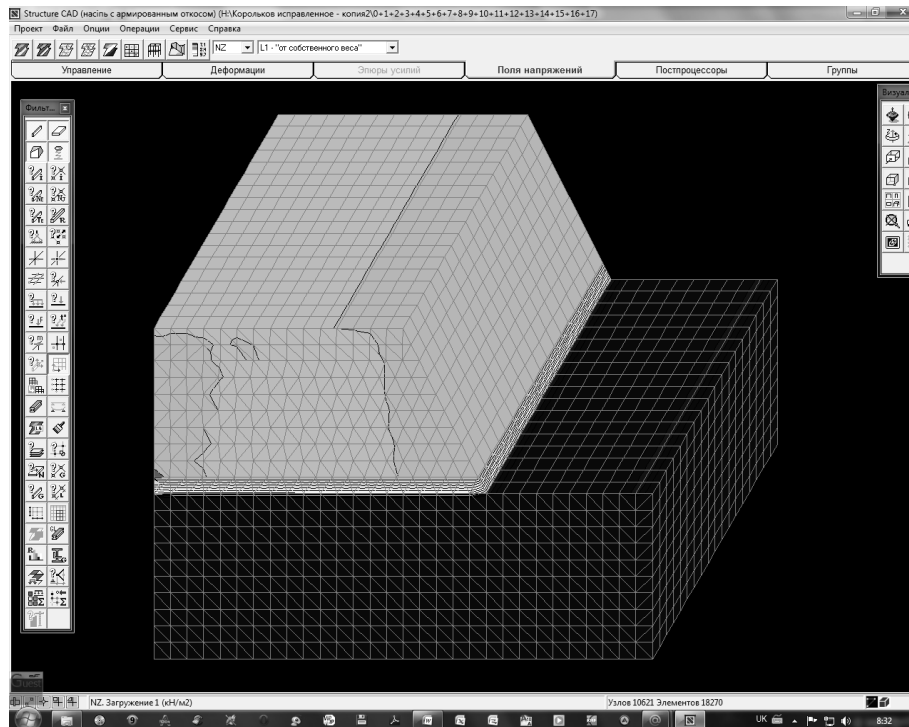 Structure CAD (насiпь с армированным откосом) (H:\Корольков исправленное - копия2\0+1+2+3+4+5+6+7+8+9+10+11+12+13+14+15+16+17)
Проект Файл Опции Операции Сервис Справка
NZ L1 - "от собственного веса"
Управление Деформации Эпюры усилий Поля напряжений Постпроцессоры Группы
Фильт...
Визуал
NZ. Загружение 1 (кН/м2) Узлов 10621 Элементов 18270
UK 8:32